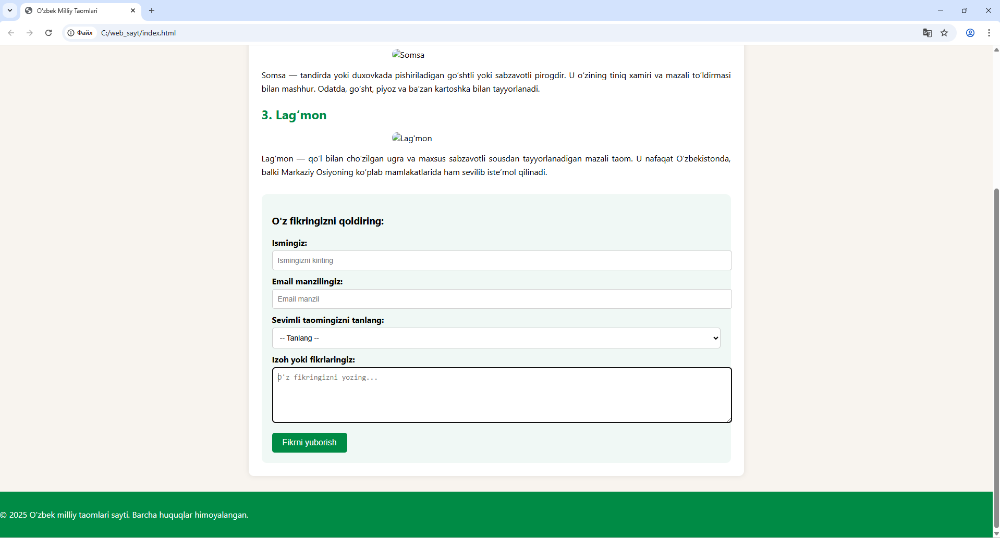 O'zbek Milliy Taomlari
Файл
C:/web_sayt/index.html
Somsa
Somsa — tandirda yoki duxovkada pishiriladigan go‘shtli yoki sabzavotli pirogdir. U o‘zining tiniq xamiri va mazali to‘ldirmasi
bilan mashhur. Odatda, go‘sht, piyoz va ba’zan kartoshka bilan tayyorlanadi.
3. Lag‘mon
Lag'mon
Lag‘mon — qo‘l bilan cho‘zilgan ugra va maxsus sabzavotli sousdan tayyorlanadigan mazali taom. U nafaqat O‘zbekistonda,
balki Markaziy Osiyoning ko‘plab mamlakatlarida ham sevilib iste’mol qilinadi.
O'z fikringizni qoldiring:
Ismingiz:
Ismingizni kiriting
Email manzilingiz:
Email manzil
Sevimli taomingizni tanlang:
-- Tanlang --
Izoh yoki fikrlaringiz:
O'z fikringizni yozing...
Fikrni yuborish
© 2025 O'zbek milliy taomlari sayti. Barcha huquqlar himoyalangan.